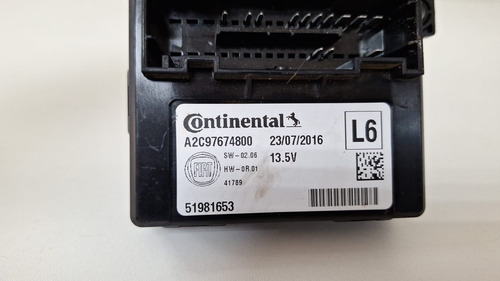 Continental
A2C97674800 23/07/2016 L6
SW-02.06 13.5V
FIAT
HW-0R.01
41789
51981653